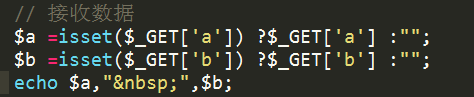 // 接收数据
$a =isset($_GET['a']) ?$_GET['a'] :"";
$b =isset($_GET['b']) ?$_GET['b'] :"";
echo $a,"&nbsp;",$b;